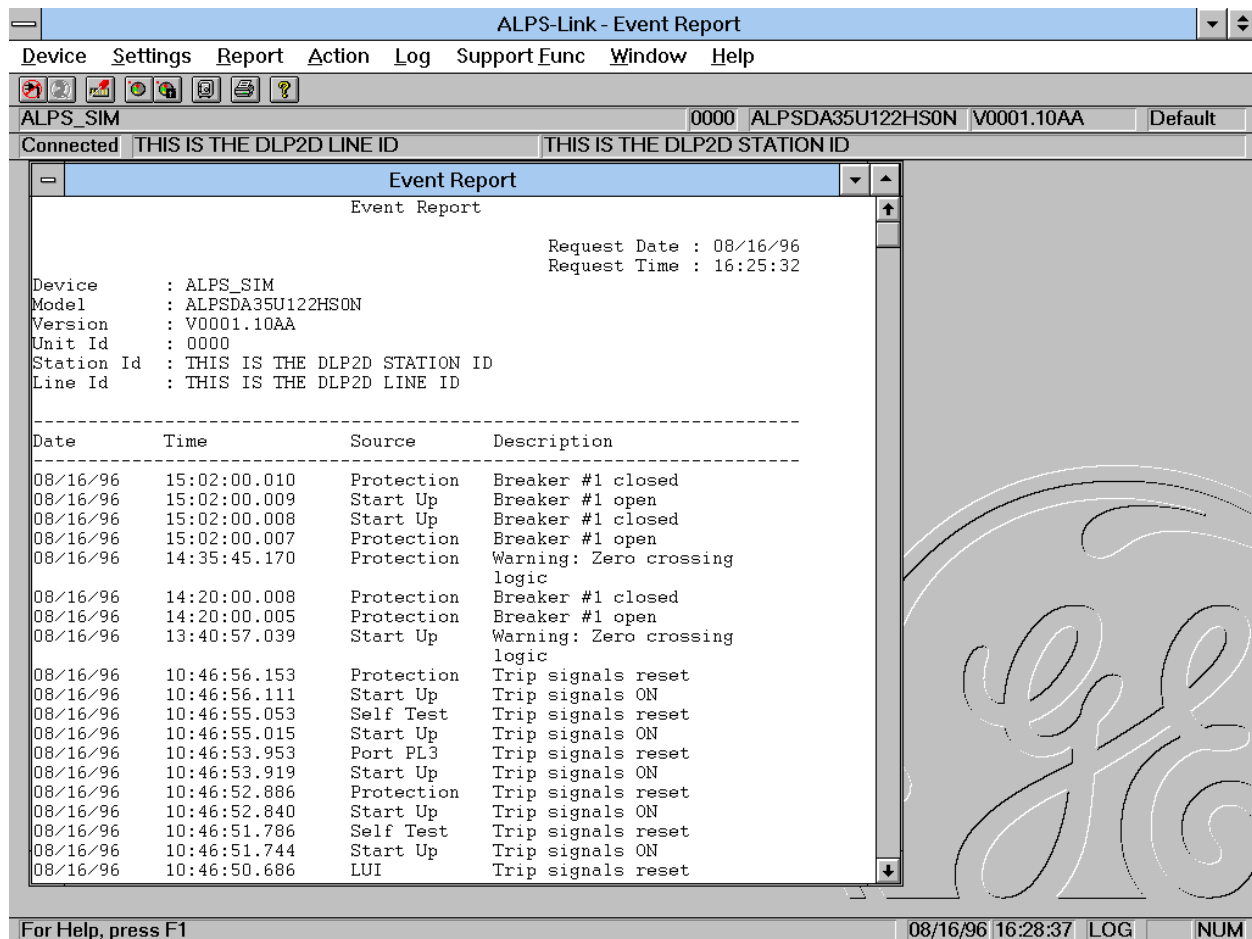 ALPS-Link - Event Report
Device Settings Report Action Log Support Func Window Help
ALPS_SIM 0000 ALPSDA35U122HS0N V0001.10AA Default
Connected THIS IS THE DLP2D LINE ID THIS IS THE DLP2D STATION ID
Event Report
Event Report
Request Date : 08/16/96
Request Time : 16:25:32
Device : ALPS_SIM
Model : ALPSDA35U122HS0N
Version : V0001.10AA
Unit Id : 0000
Station Id : THIS IS THE DLP2D STATION ID
Line Id : THIS IS THE DLP2D LINE ID
--------------------------------------------------------------------
Date Time Source Description
--------------------------------------------------------------------
08/16/96 15:02:00.010 Protection Breaker #1 closed
08/16/96 15:02:00.009 Start Up Breaker #1 open
08/16/96 15:02:00.008 Start Up Breaker #1 closed
08/16/96 15:02:00.007 Protection Breaker #1 open
08/16/96 14:35:45.170 Protection Warning: Zero crossing
logic
08/16/96 14:20:00.008 Protection Breaker #1 closed
08/16/96 14:20:00.005 Protection Breaker #1 open
08/16/96 13:40:57.039 Start Up Warning: Zero crossing
logic
08/16/96 10:46:56.153 Protection Trip signals reset
08/16/96 10:46:56.111 Start Up Trip signals ON
08/16/96 10:46:55.053 Self Test Trip signals reset
08/16/96 10:46:55.015 Start Up Trip signals ON
08/16/96 10:46:53.953 Port PL3 Trip signals reset
08/16/96 10:46:53.919 Start Up Trip signals ON
08/16/96 10:46:52.886 Protection Trip signals reset
08/16/96 10:46:52.840 Start Up Trip signals ON
08/16/96 10:46:51.786 Self Test Trip signals reset
08/16/96 10:46:51.744 Start Up Trip signals ON
08/16/96 10:46:50.686 LUI Trip signals reset
For Help, press F1 08/16/96 16:28:37 LOG NUM